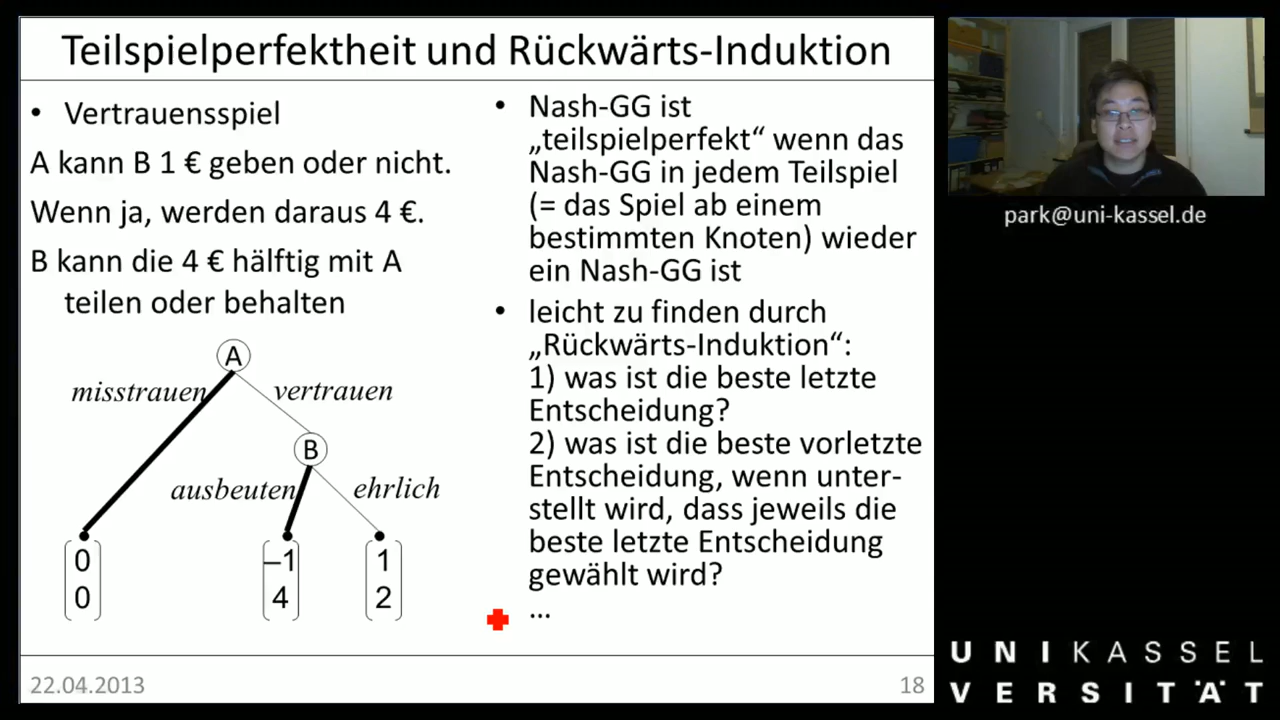 Teilspielperfektheit und Rückwärts-Induktion
• Vertrauensspiel
A kann B 1 € geben oder nicht.
Wenn ja, werden daraus 4 €.
B kann die 4 € hälftig mit A
teilen oder behalten
A
misstrauen
vertrauen
B
ausbeuten
ehrlich
0
0
–1
4
1
2
• Nash-GG ist
„teilspielperfekt“ wenn das
Nash-GG in jedem Teilspiel
(= das Spiel ab einem
bestimmten Knoten) wieder
ein Nash-GG ist
• leicht zu finden durch
„Rückwärts-Induktion“:
1) was ist die beste letzte
Entscheidung?
2) was ist die beste vorletzte
Entscheidung, wenn unter-
stellt wird, dass jeweils die
beste letzte Entscheidung
gewählt wird?
...
22.04.2013
18
park@uni-kassel.de
UNIKASSEL
VERSITÄT